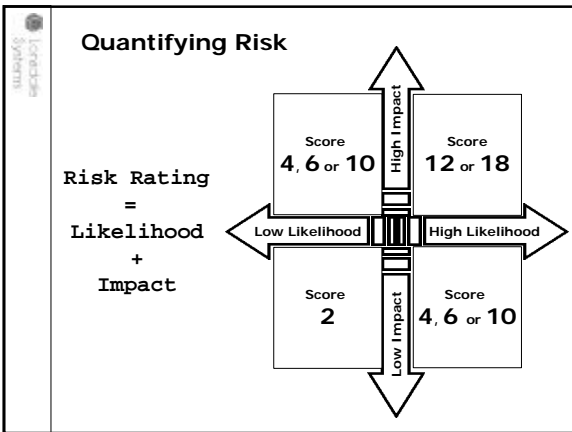 Quantifying Risk
Systems
High Impact
Score
4, 6 or 10
Score
12 or 18
Risk Rating
=
Likelihood
+
Impact
Low Likelihood
High Likelihood
Score
2
Low Impact
Score
4, 6 or 10